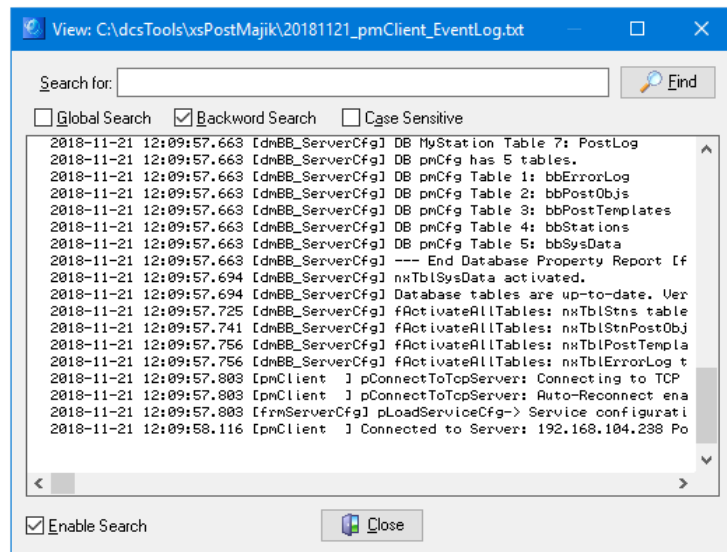 View: C:\dcsTools\xsPostMajik\20181121_pmClient_EventLog.txt
Search for:
Find
Global Search Backword Search Case Sensitive
2018-11-21 12:09:57.663 [dmBB_ServerCfg] DB MyStation Table 7: PostLog
2018-11-21 12:09:57.663 [dmBB_ServerCfg] DB pmCfg has 5 tables.
2018-11-21 12:09:57.663 [dmBB_ServerCfg] DB pmCfg Table 1: bbErrorLog
2018-11-21 12:09:57.663 [dmBB_ServerCfg] DB pmCfg Table 2: bbPostObjs
2018-11-21 12:09:57.663 [dmBB_ServerCfg] DB pmCfg Table 3: bbPostTemplates
2018-11-21 12:09:57.663 [dmBB_ServerCfg] DB pmCfg Table 4: bbStations
2018-11-21 12:09:57.663 [dmBB_ServerCfg] DB pmCfg Table 5: bbSysData
2018-11-21 12:09:57.663 [dmBB_ServerCfg] --- End Database Property Report [f
2018-11-21 12:09:57.694 [dmBB_ServerCfg] nxTblSysData activated.
2018-11-21 12:09:57.694 [dmBB_ServerCfg] Database tables are up-to-date. Ver
2018-11-21 12:09:57.725 [dmBB_ServerCfg] fActivateAllTables: nxTblStns table
2018-11-21 12:09:57.741 [dmBB_ServerCfg] fActivateAllTables: nxTblStnPostObj
2018-11-21 12:09:57.756 [dmBB_ServerCfg] fActivateAllTables: nxTblPostTempla
2018-11-21 12:09:57.756 [dmBB_ServerCfg] fActivateAllTables: nxTblErrorLog t
2018-11-21 12:09:57.803 [pmClient ] pConnectToTcpServer: Connecting to TCP
2018-11-21 12:09:57.803 [pmClient ] pConnectToTcpServer: Auto-Reconnect ena
2018-11-21 12:09:57.803 [frmServerCfg] pLoadServiceCfg-> Service configurati
2018-11-21 12:09:58.116 [pmClient ] Connected to Server: 192.168.104.238 Po
Enable Search
Close